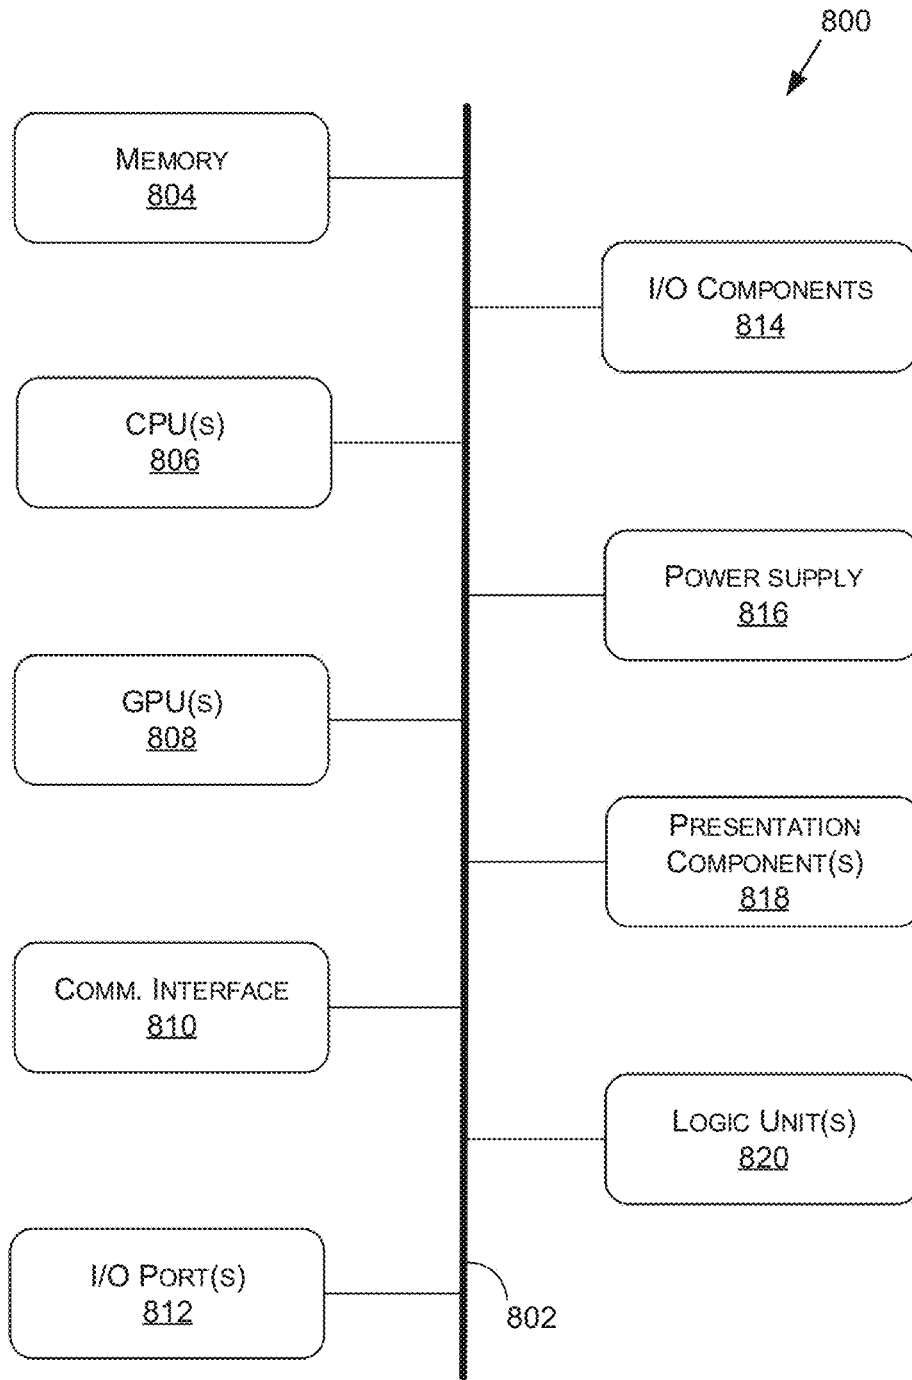 800
MEMORY
804
I/O COMPONENTS
814
CPU(S)
806
POWER SUPPLY
816
GPU(S)
808
PRESENTATION
COMPONENT(S)
818
COMM. INTERFACE
810
LOGIC UNIT(S)
820
I/O PORT(S)
812
802